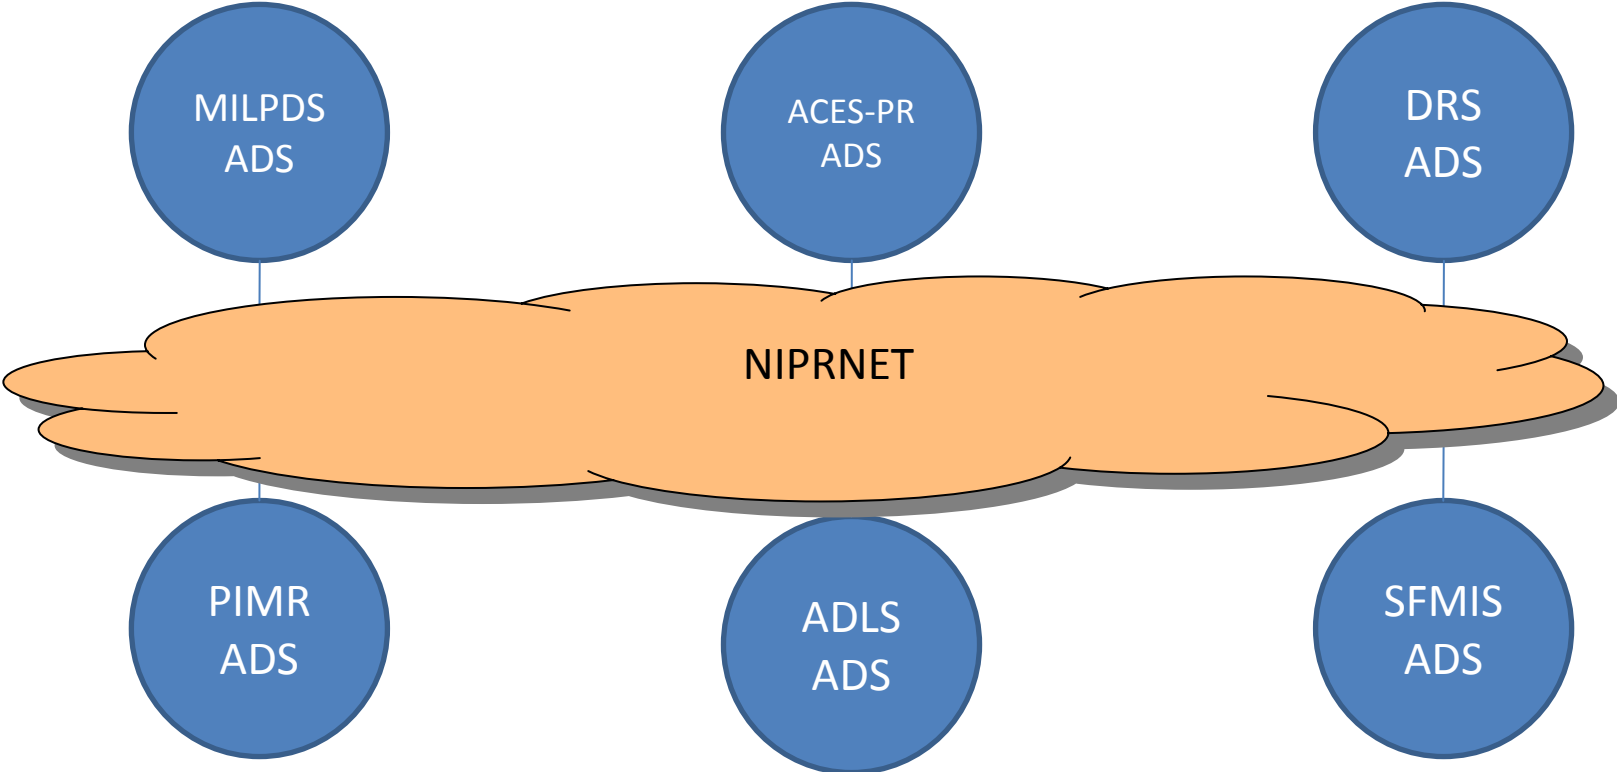 MILPDS
ADS
ACES-PR
ADS
DRS
ADS
NIPRNET
PIMR
ADS
ADLS
ADS
SFMIS
ADS